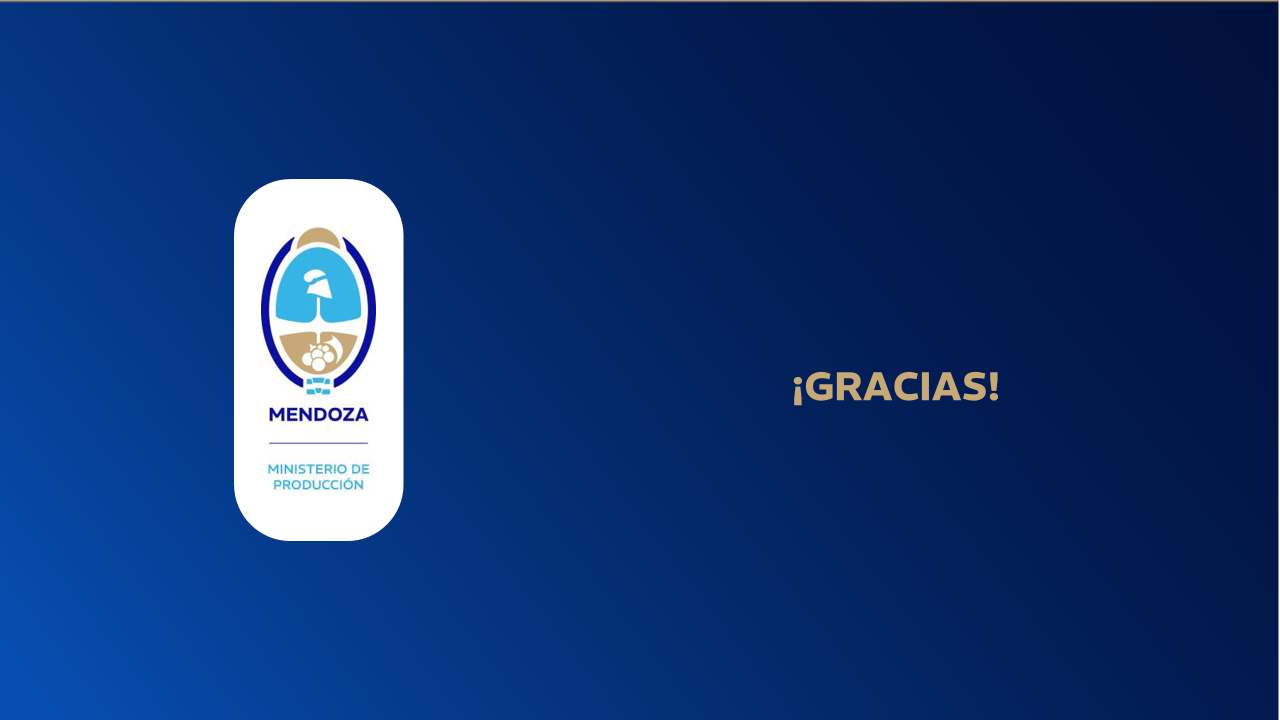 MENDOZA
MINISTERIO DE
PRODUCCIÓN
¡GRACIAS!